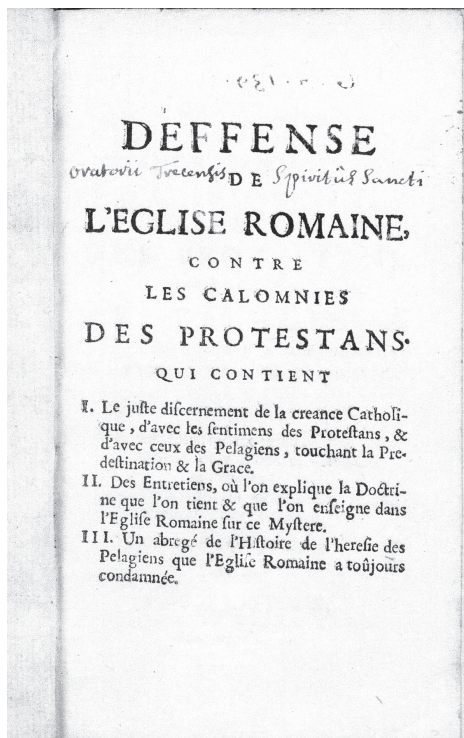 DEFFENSE
oratorii Trecensis DE Spiritûs Sancti
L'EGLISE ROMAINE,
CONTRE
LES CALOMNIES
DES PROTESTANS.
QUI CONTIENT
I. Le juſte diſcernement de la creance Catholi-
que, d'avec les ſentimens des Proteſtans, &
d'avec ceux des Pelagiens, touchant la Pre-
deſtination & la Grace.
II. Des Entretiens, où l'on explique la Doctri-
ne que l'on tient & que l'on enſeigne dans
l'Egliſe Romaine ſur ce Myſtere.
III. Un abregé de l'Hiſtoire de l'hereſie des
Pelagiens que l'Egliſe Romaine a toûjours
condamnée.